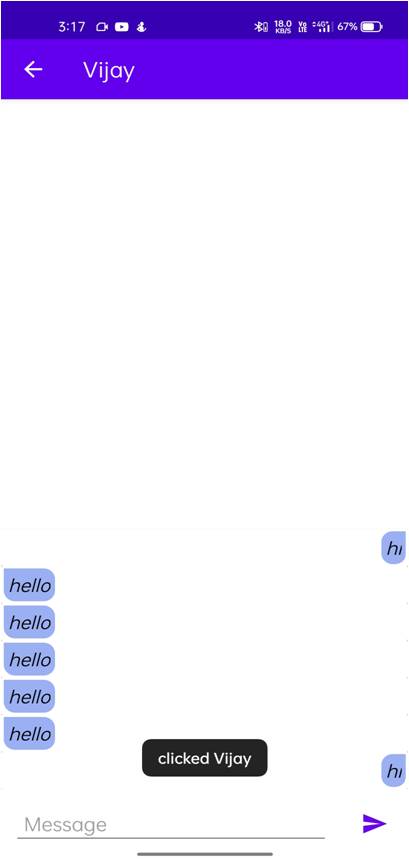 3:17 18.0 KB/S Vo LTE 4G+ 67%
Vijay
hi
hello
hello
hello
hello
hello
clicked Vijay
hi
Message